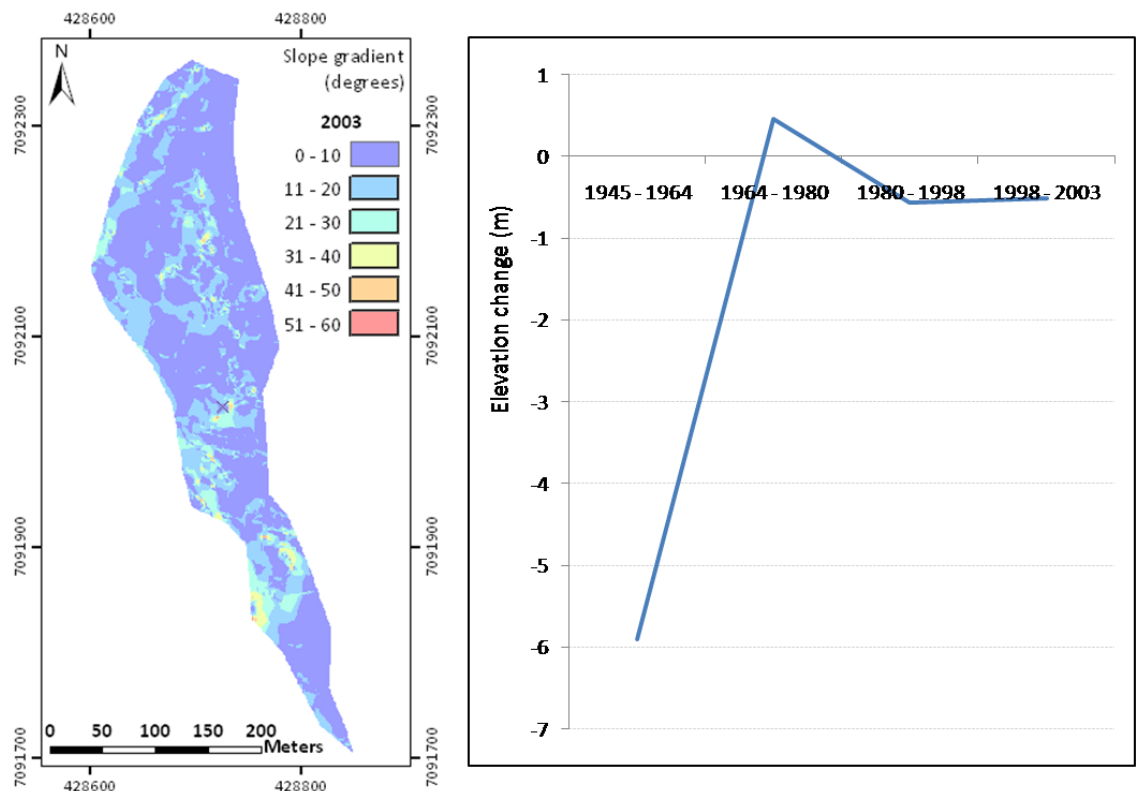 428600 428800
N
Slope gradient
(degrees)
2003
0 - 10
11 - 20
21 - 30
31 - 40
41 - 50
51 - 60
7092300
7092100
7091900
7091700
7092300
7092100
7091900
7091700
0 50 100 150 200
Meters
428600 428800
Elevation change (m)
1
0
-1
-2
-3
-4
-5
-6
-7
1945 - 1964 1964 - 1980 1980 - 1998 1998 - 2003